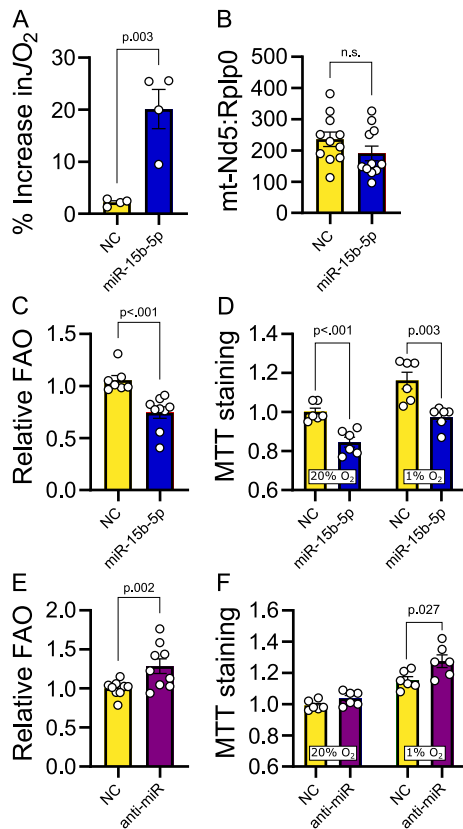 A
% Increase inJO2
p.003
30
20
10
0
NC
miR-15b-5p
B
mt-Nd5:Rplp0
n.s.
500
400
300
200
100
0
NC
miR-15b-5p
C
Relative FAO
p<.001
1.5
1.0
0.5
0.0
NC
miR-15b-5p
D
MTT staining
p<.001
p.003
1.4
1.2
1.0
0.8
0.6
20% O2
1% O2
NC
miR-15b-5p
NC
miR-15b-5p
E
Relative FAO
p.002
2.0
1.5
1.0
0.5
0.0
NC
anti-miR
F
MTT staining
p.027
1.6
1.4
1.2
1.0
0.8
0.6
20% O2
1% O2
NC
anti-miR
NC
anti-miR